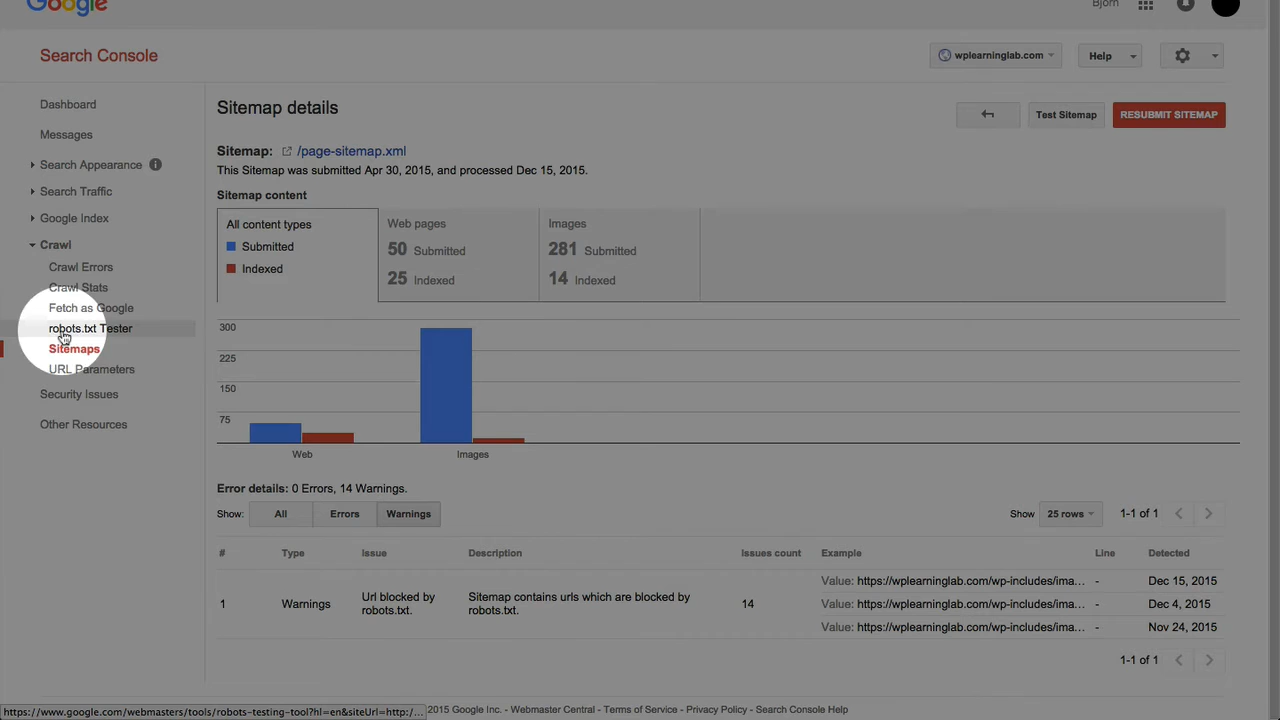 Google
Bjorn
Search Console
wplearninglab.com
Help
Dashboard
Messages
Search Appearance
Search Traffic
Google Index
Crawl
Crawl Errors
Crawl Stats
Fetch as Google
robots.txt Tester
Sitemaps
URL Parameters
Security Issues
Other Resources
Sitemap details
Test Sitemap
RESUBMIT SITEMAP
Sitemap: /page-sitemap.xml
This Sitemap was submitted Apr 30, 2015, and processed Dec 15, 2015.
Sitemap content
All content types
Submitted
Indexed
Web pages
50 Submitted
25 Indexed
Images
281 Submitted
14 Indexed
300
225
150
75
Web
Images
Error details: 0 Errors, 14 Warnings.
Show: All Errors Warnings
Show 25 rows 1-1 of 1
# Type Issue Description Issues count Example Line Detected
1 Warnings Url blocked by robots.txt. Sitemap contains urls which are blocked by robots.txt. 14
Value: https://wplearninglab.com/wp-includes/ima... - Dec 15, 2015
Value: https://wplearninglab.com/wp-includes/ima... - Dec 4, 2015
Value: https://wplearninglab.com/wp-includes/ima... - Nov 24, 2015
1-1 of 1
https://www.google.com/webmasters/tools/robots-testing-tool?hl=en&siteUrl=http:/...
2015 Google Inc. - Webmaster Central - Terms of Service - Privacy Policy - Search Console Help